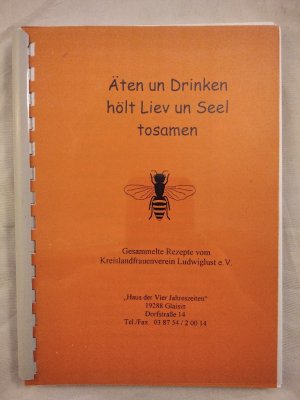 Äten un Drinken
hölt Liev un Seel
tosamen
Gesammelte Rezepte vom
Kreislandfrauenverein Ludwiglust e.V.
„Haus der Vier Jahreszeiten"
19288 Glaisin
Dorfstraße 14
Tel./Fax 03 87 54 / 2 00 14